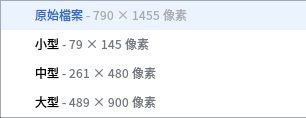 原始檔案 - 790 × 1455 像素
小型 - 79 × 145 像素
中型 - 261 × 480 像素
大型 - 489 × 900 像素